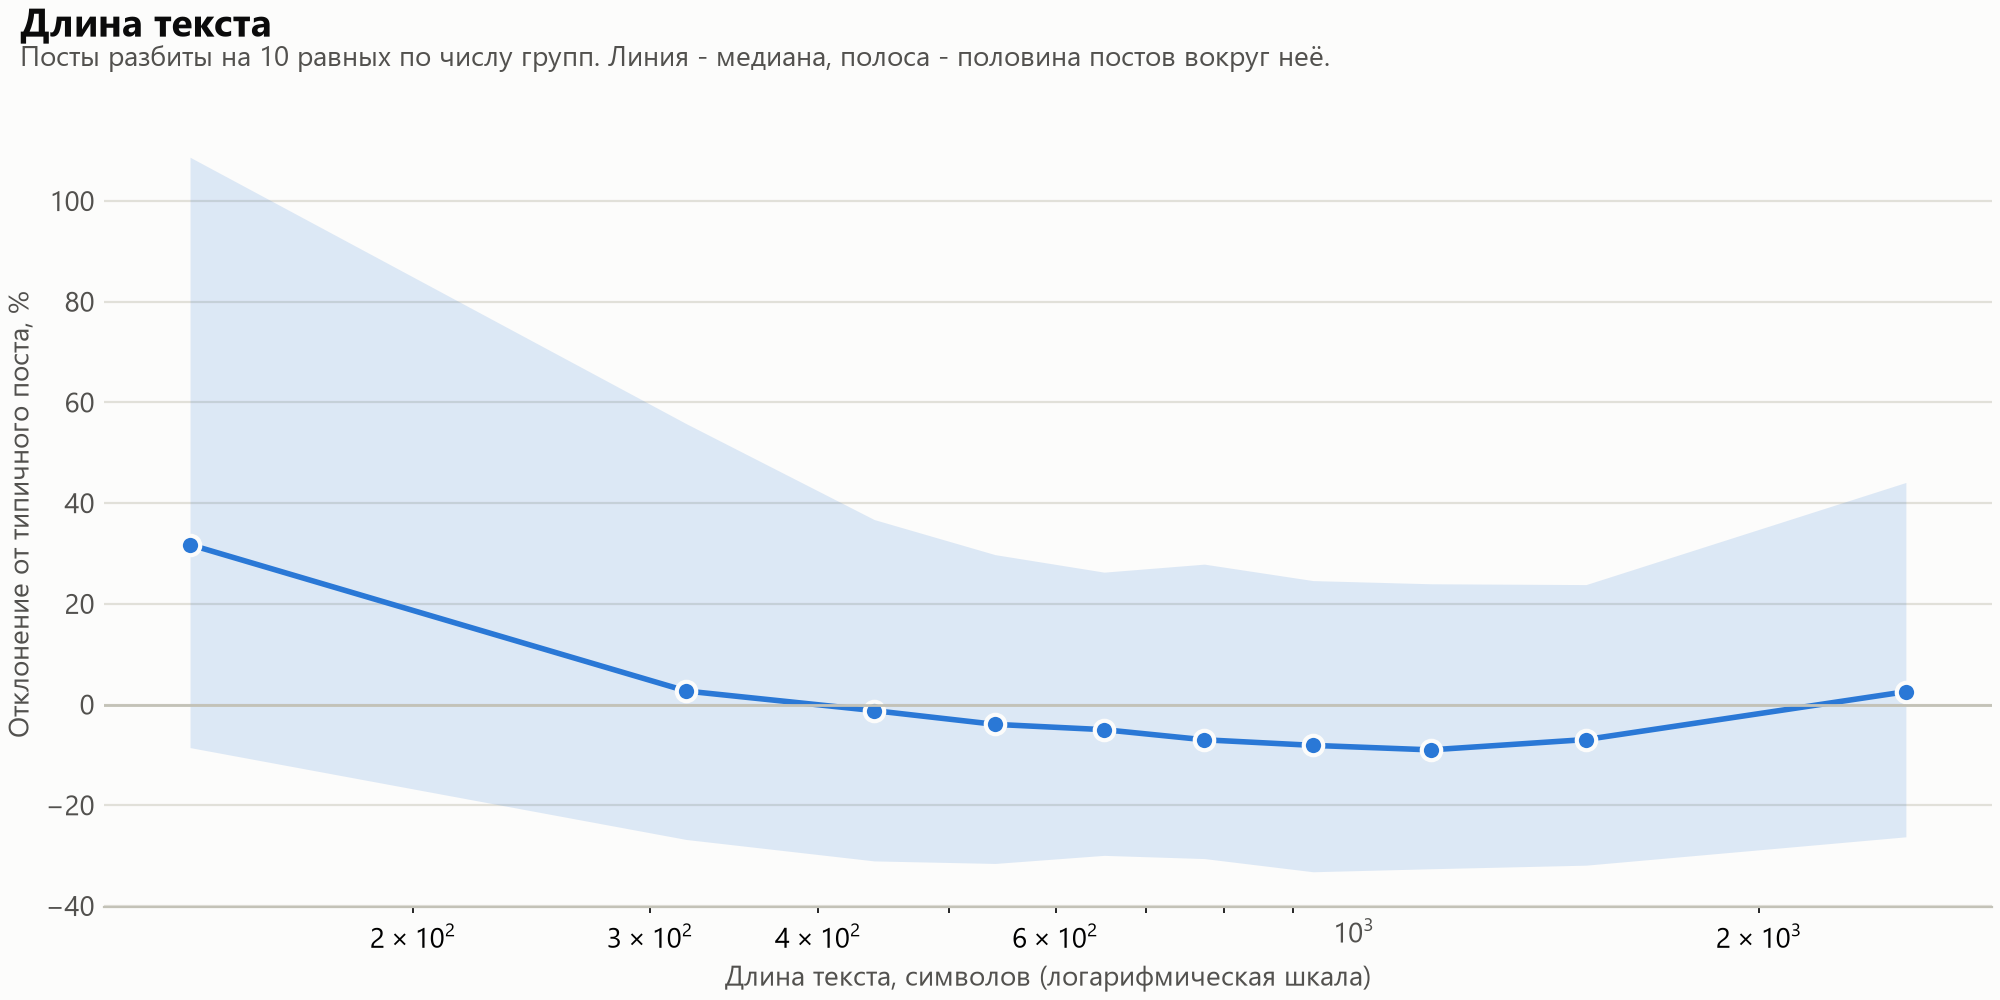 Длина текста
Посты разбиты на 10 равных по числу групп. Линия - медиана, полоса - половина постов вокруг неё.
Отклонение от типичного поста, %
100
80
60
40
20
0
−20
−40
2 × 10²
3 × 10²
4 × 10²
6 × 10²
10³
2 × 10³
Длина текста, символов (логарифмическая шкала)